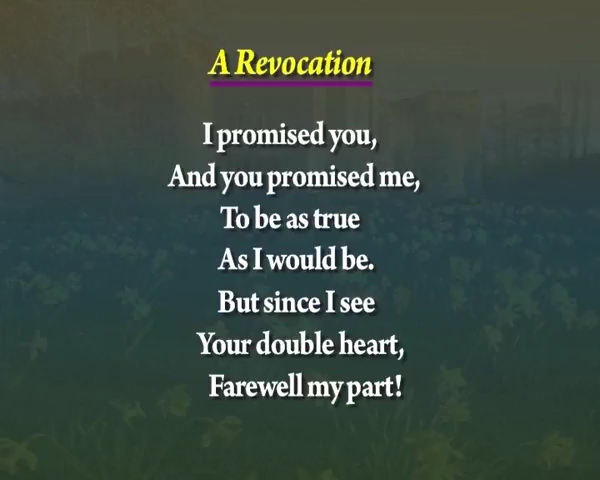 A Revocation
I promised you,
And you promised me,
To be as true
As I would be.
But since I see
Your double heart,
Farewell my part!